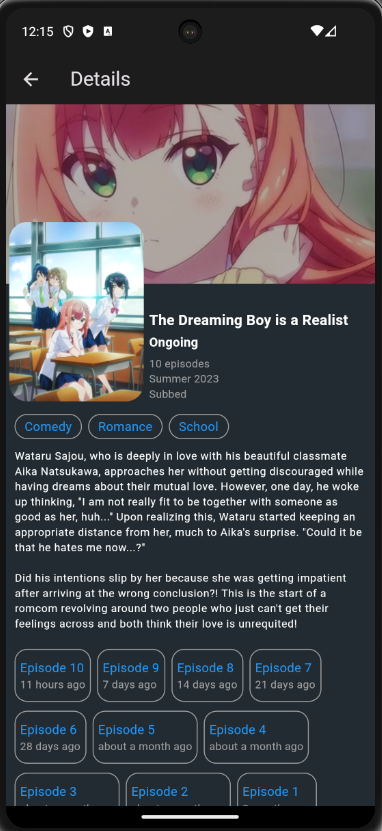 12:15
Details
The Dreaming Boy is a Realist
Ongoing
10 episodes
Summer 2023
Subbed
Comedy Romance School
Wataru Sajou, who is deeply in love with his beautiful classmate
Aika Natsukawa, approaches her without getting discouraged while
having dreams about their mutual love. However, one day, he woke
up thinking, "I am not really fit to be together with someone as
good as her, huh..." Upon realizing this, Wataru started keeping an
appropriate distance from her, much to Aika's surprise. "Could it be
that he hates me now...?"
Did his intentions slip by her because she was getting impatient
after arriving at the wrong conclusion?! This is the start of a
romcom revolving around two people who just can't get their
feelings across and both think their love is unrequited!
Episode 10 Episode 9 Episode 8 Episode 7
11 hours ago 7 days ago 14 days ago 21 days ago
Episode 6 Episode 5 Episode 4
28 days ago about a month ago about a month ago
Episode 3 Episode 2 Episode 1